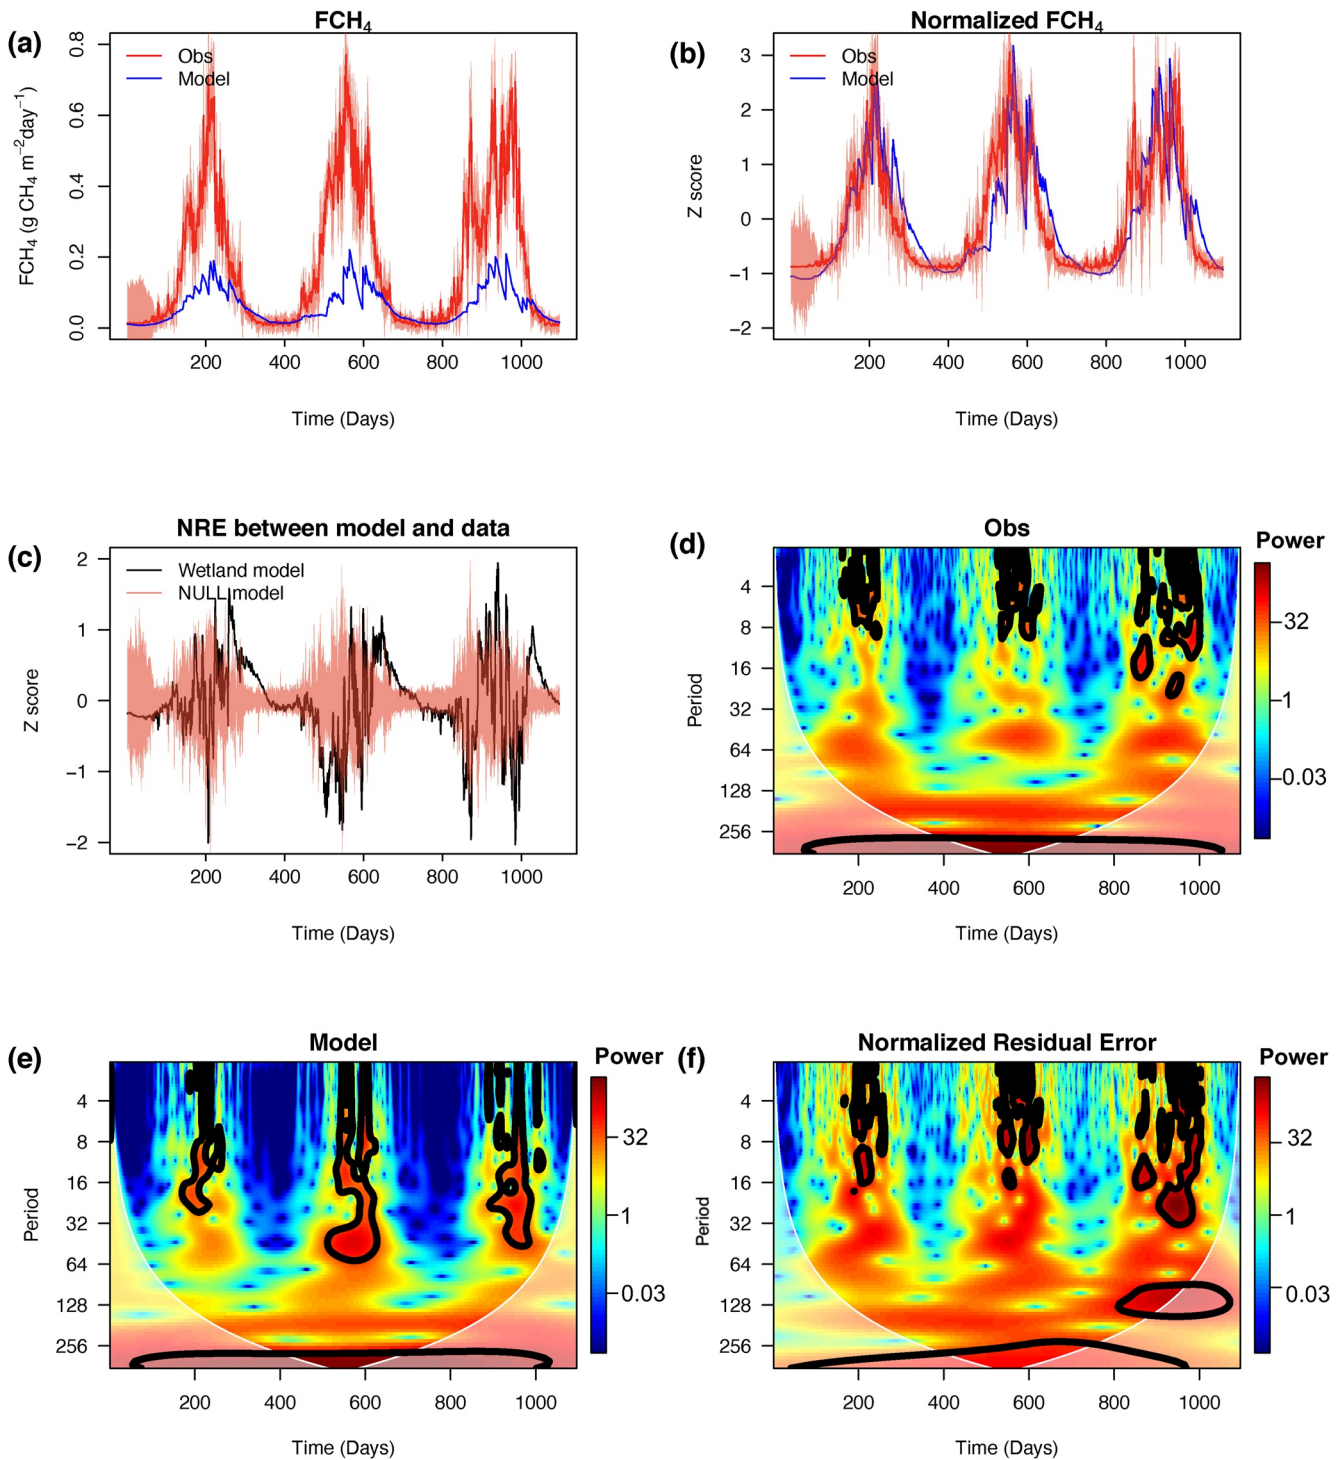 (a)
FCH₄
Obs
Model
FCH₄ (g CH₄ m⁻²day⁻¹)
0.8
0.6
0.4
0.2
0.0
200 400 600 800 1000
Time (Days)
(b)
Normalized FCH₄
Obs
Model
Z score
3
2
1
0
−1
−2
200 400 600 800 1000
Time (Days)
(c)
NRE between model and data
Wetland model
NULL model
Z score
2
1
0
−1
−2
200 400 600 800 1000
Time (Days)
(d)
Obs
Power
32
1
0.03
Period
4
8
16
32
64
128
256
200 400 600 800 1000
Time (Days)
(e)
Model
Power
32
1
0.03
Period
4
8
16
32
64
128
256
200 400 600 800 1000
Time (Days)
(f)
Normalized Residual Error
Power
32
1
0.03
Period
4
8
16
32
64
128
256
200 400 600 800 1000
Time (Days)